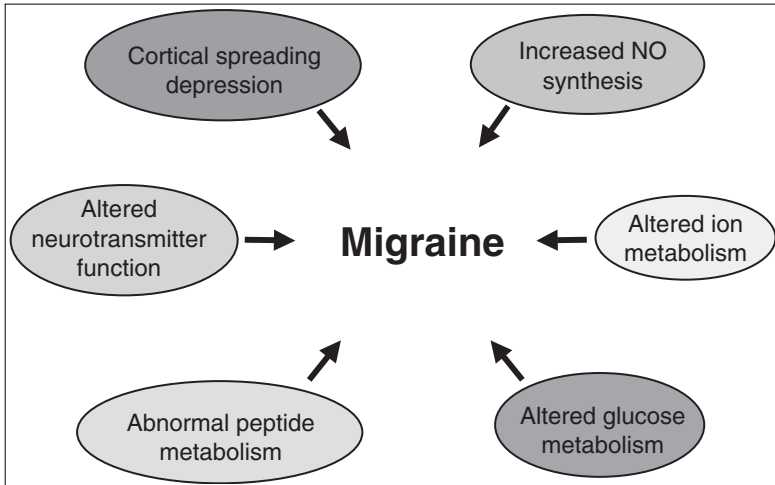 Cortical spreading
depression
Increased NO
synthesis
Altered
neurotransmitter
function
Migraine
Altered ion
metabolism
Abnormal peptide
metabolism
Altered glucose
metabolism